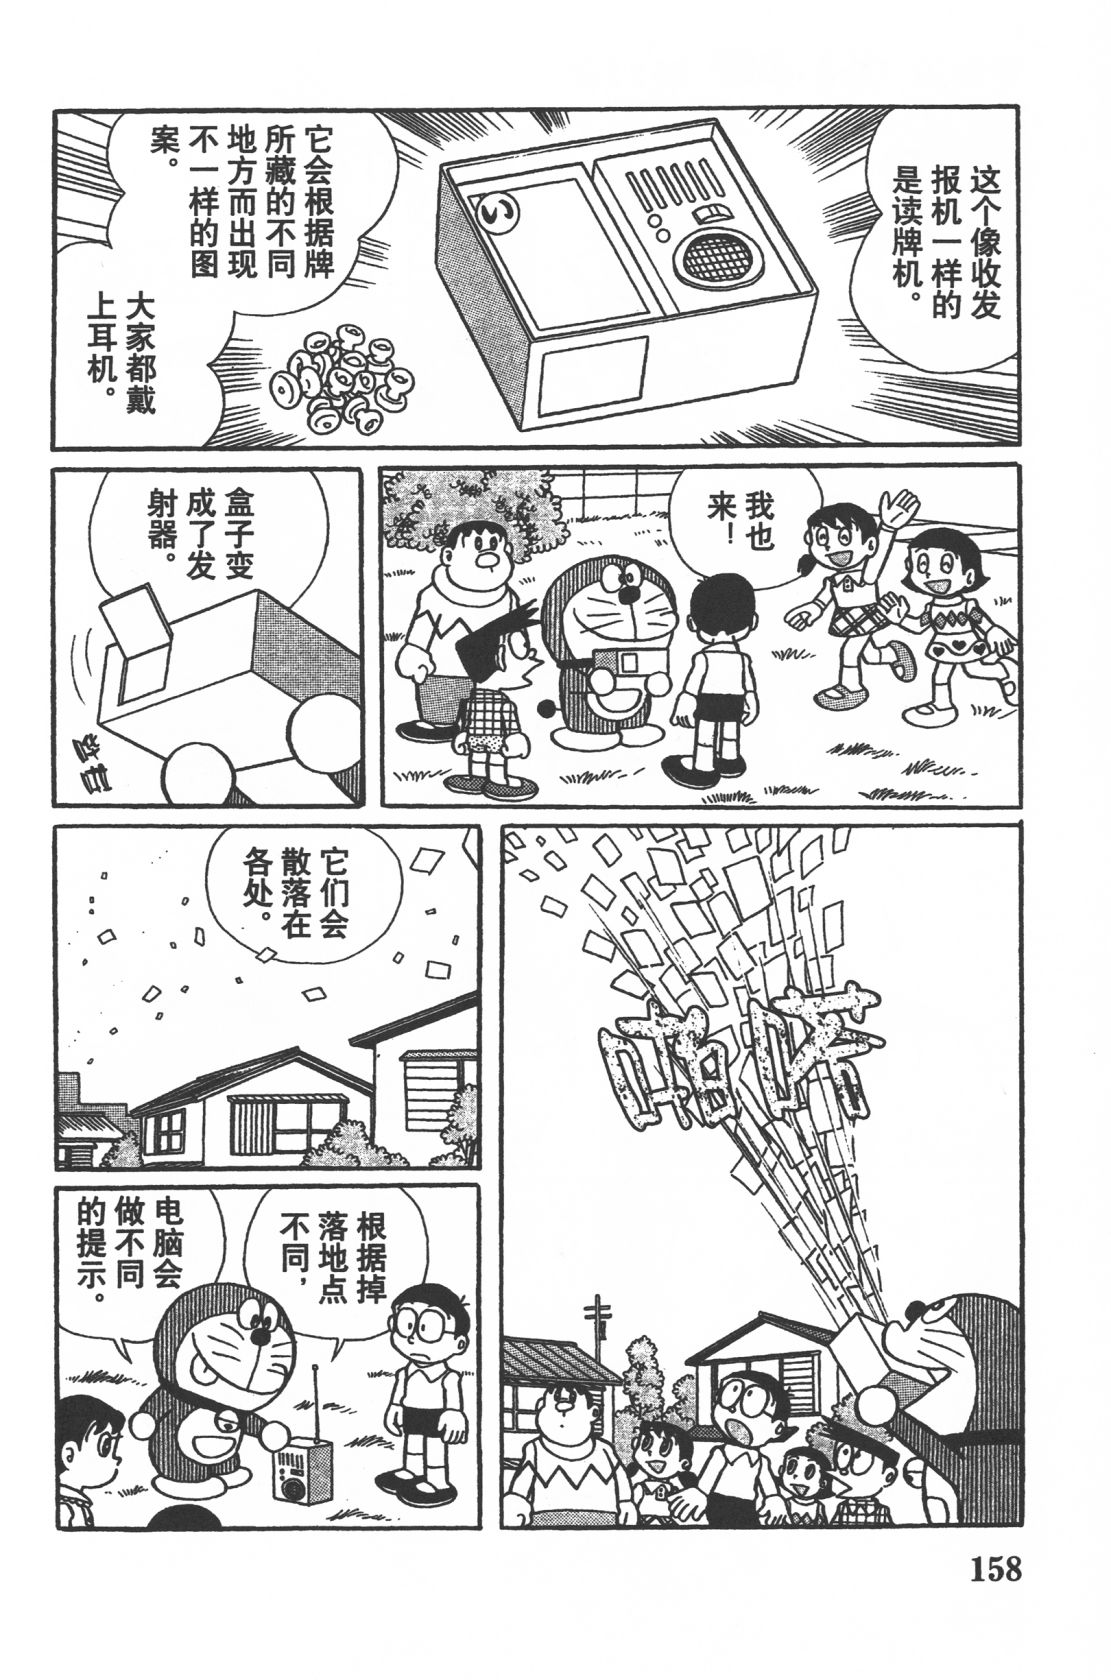 这个像收发
报机一样的
是读牌机。
它会根据牌
所藏的不同
地方而出现
不一样的图
案。
大家都戴
上耳机。
い
我也
来！
盒子变
成了发
射器。
嗒
它们会
散落在
各处。
根据掉
落地点
不同，
电脑会
做不同
的提示。
158